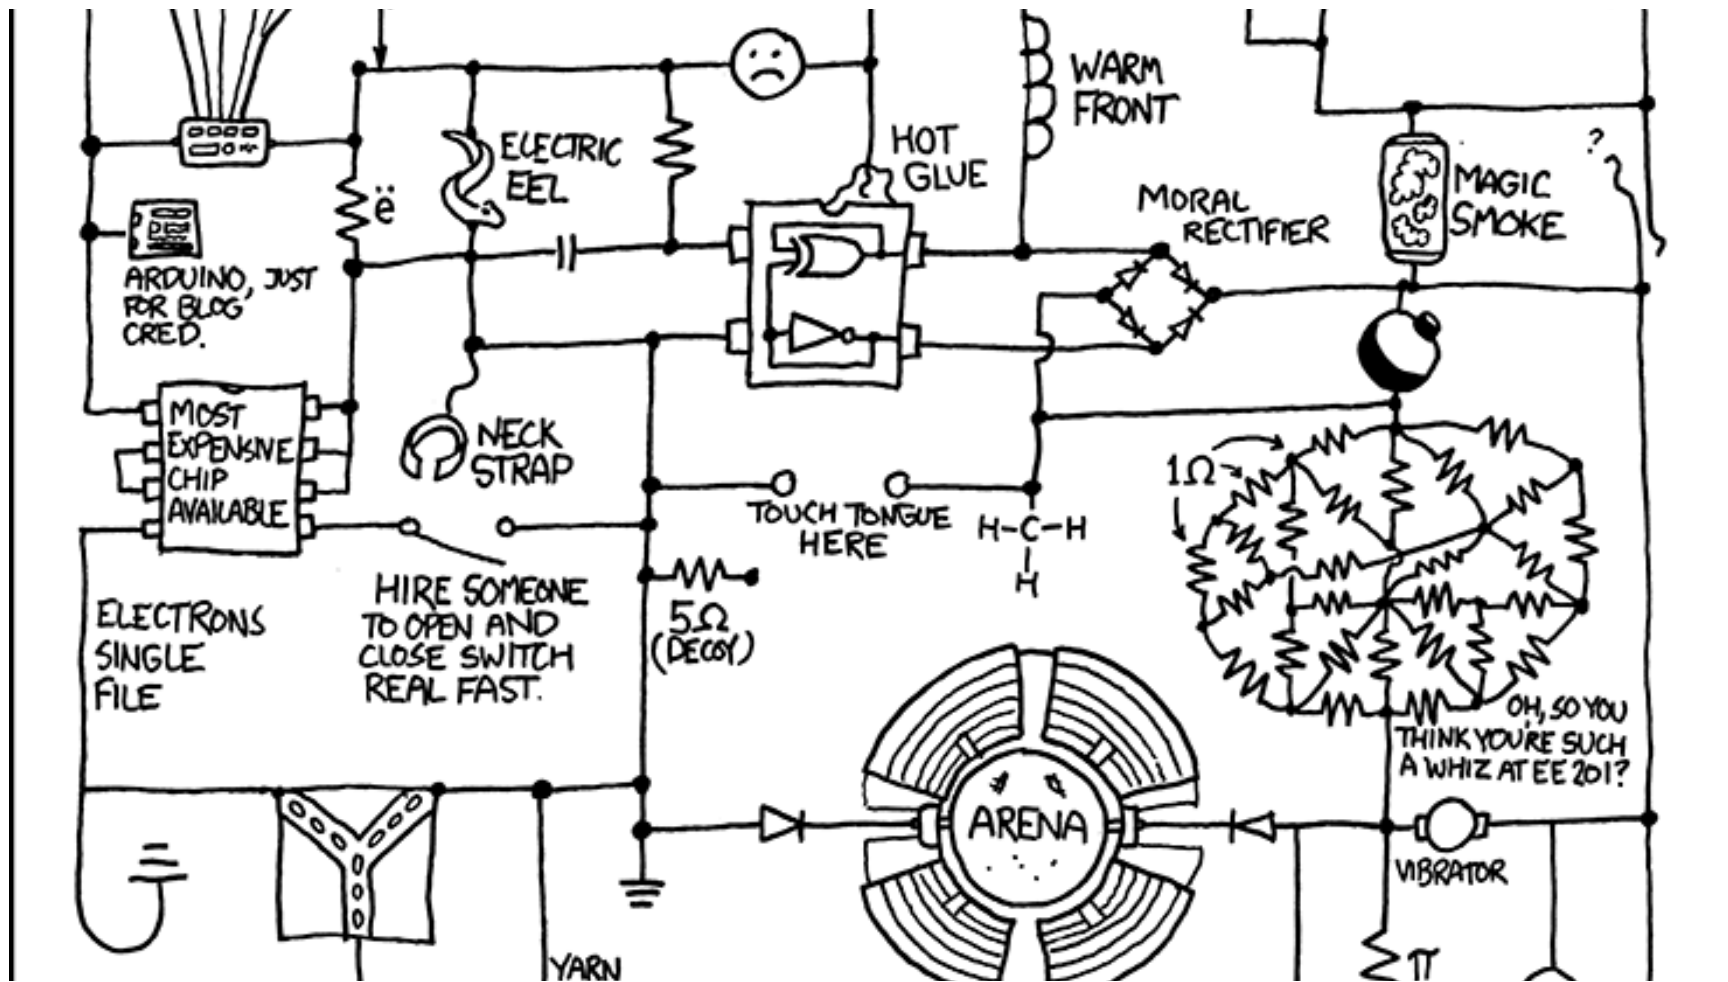 WARM
FRONT
HOT
GLUE
ELECTRIC
EEL
ë
MORAL
RECTIFIER
MAGIC
SMOKE
?
ARDUINO, JUST
FOR BLOG
CRED.
MOST
EXPENSIVE
CHIP
AVAILABLE
NECK
STRAP
1Ω
TOUCH TONGUE
HERE
H-C-H
H
HIRE SOMEONE
TO OPEN AND
CLOSE SWITCH
REAL FAST.
5Ω
(DECOY)
ELECTRONS
SINGLE
FILE
OH, SO YOU
THINK YOU'RE SUCH
A WHIZ AT EE 201?
ARENA
VIBRATOR
YARN
π